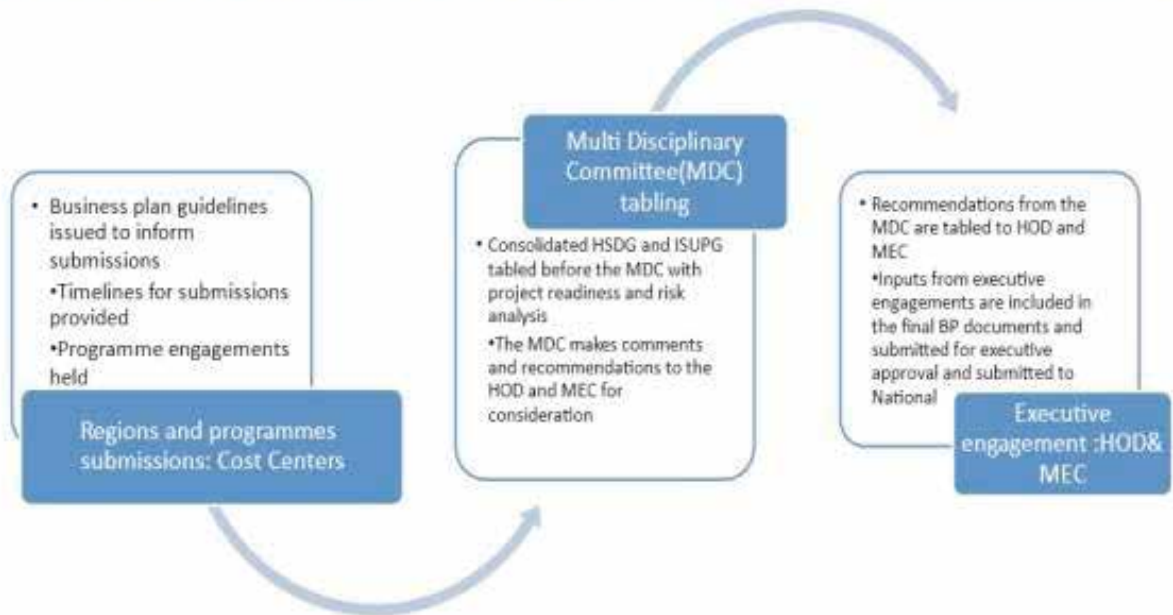 • Business plan guidelines
issued to inform
submissions
•Timelines for submissions
provided
•Programme engagements
held
Regions and programmes
submissions: Cost Centers
Multi Disciplinary
Committee(MDC)
tabling
• Consolidated HSDG and ISUPG
tabled before the MDC with
project readiness and risk
analysis
•The MDC makes comments
and recommendations to the
HOD and MEC for
consideration
• Recommendations from the
MDC are tabled to HOD and
MEC
•Inputs from executive
engagements are included in
the final BP documents and
submitted for executive
approval and submitted to
National
Executive
engagement :HOD&
MEC